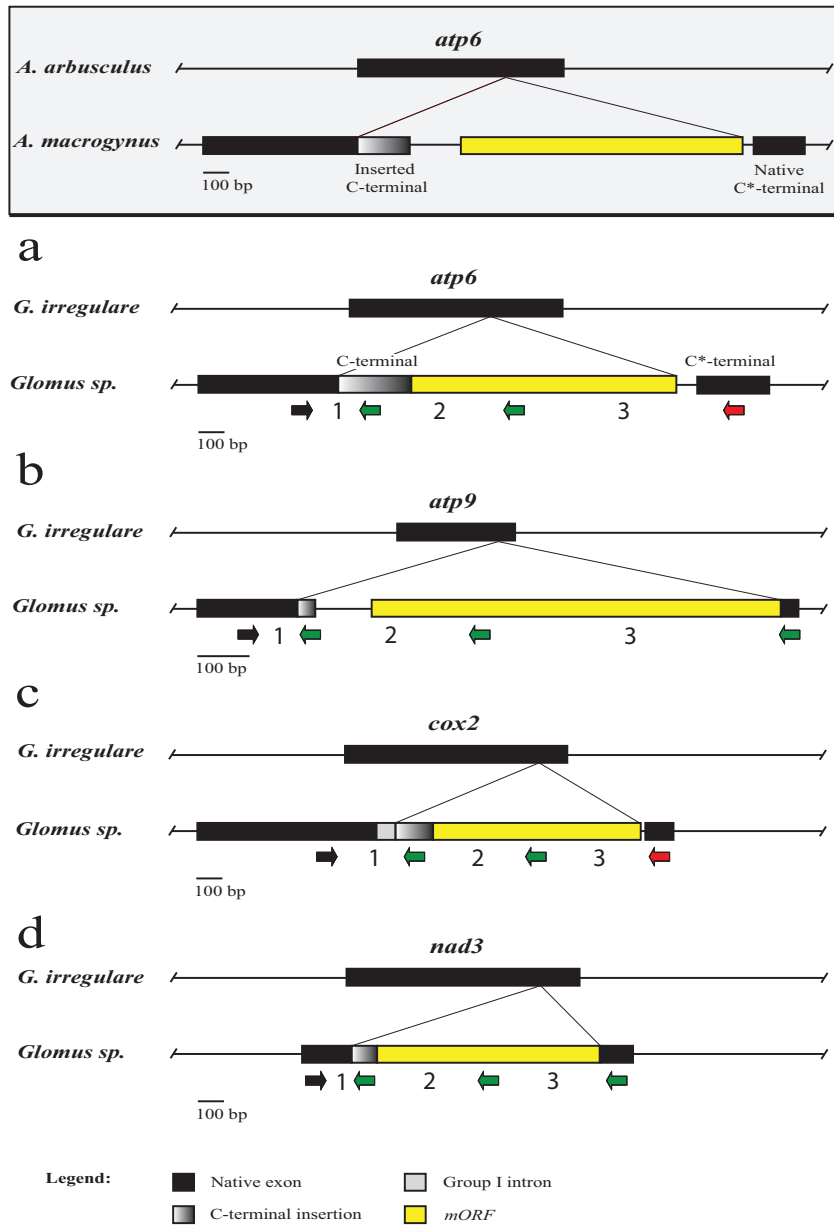 atp6
A. arbusculus
A. macrogynus
Inserted
C-terminal
Native
C*-terminal
100 bp
a
atp6
G. irregulare
C-terminal
C*-terminal
Glomus sp.
1 2 3
100 bp
b
atp9
G. irregulare
Glomus sp.
1 2 3
100 bp
c
cox2
G. irregulare
Glomus sp.
1 2 3
100 bp
d
nad3
G. irregulare
Glomus sp.
1 2 3
100 bp
Legend:
Native exon
Group I intron
C-terminal insertion
mORF